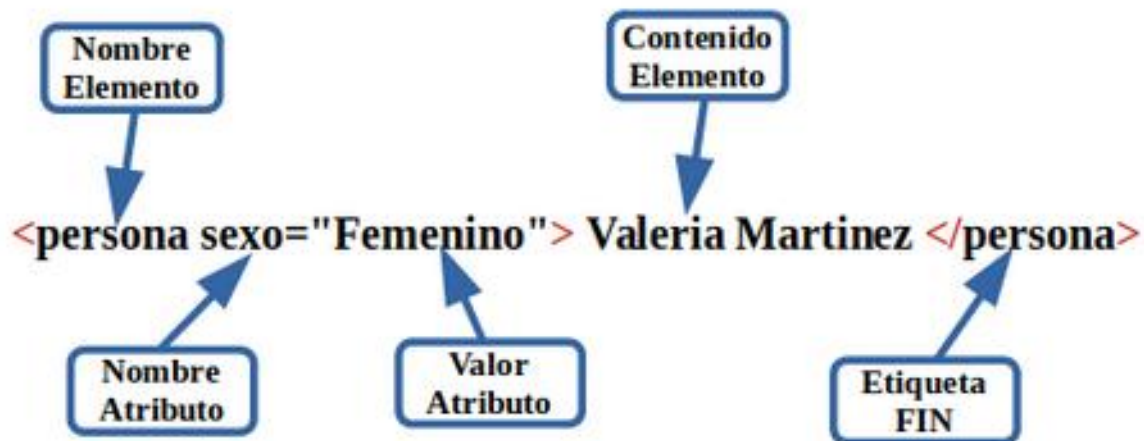 Nombre
Elemento
Contenido
Elemento
<persona sexo="Femenino"> Valeria Martinez </persona>
Nombre
Atributo
Valor
Atributo
Etiqueta
FIN